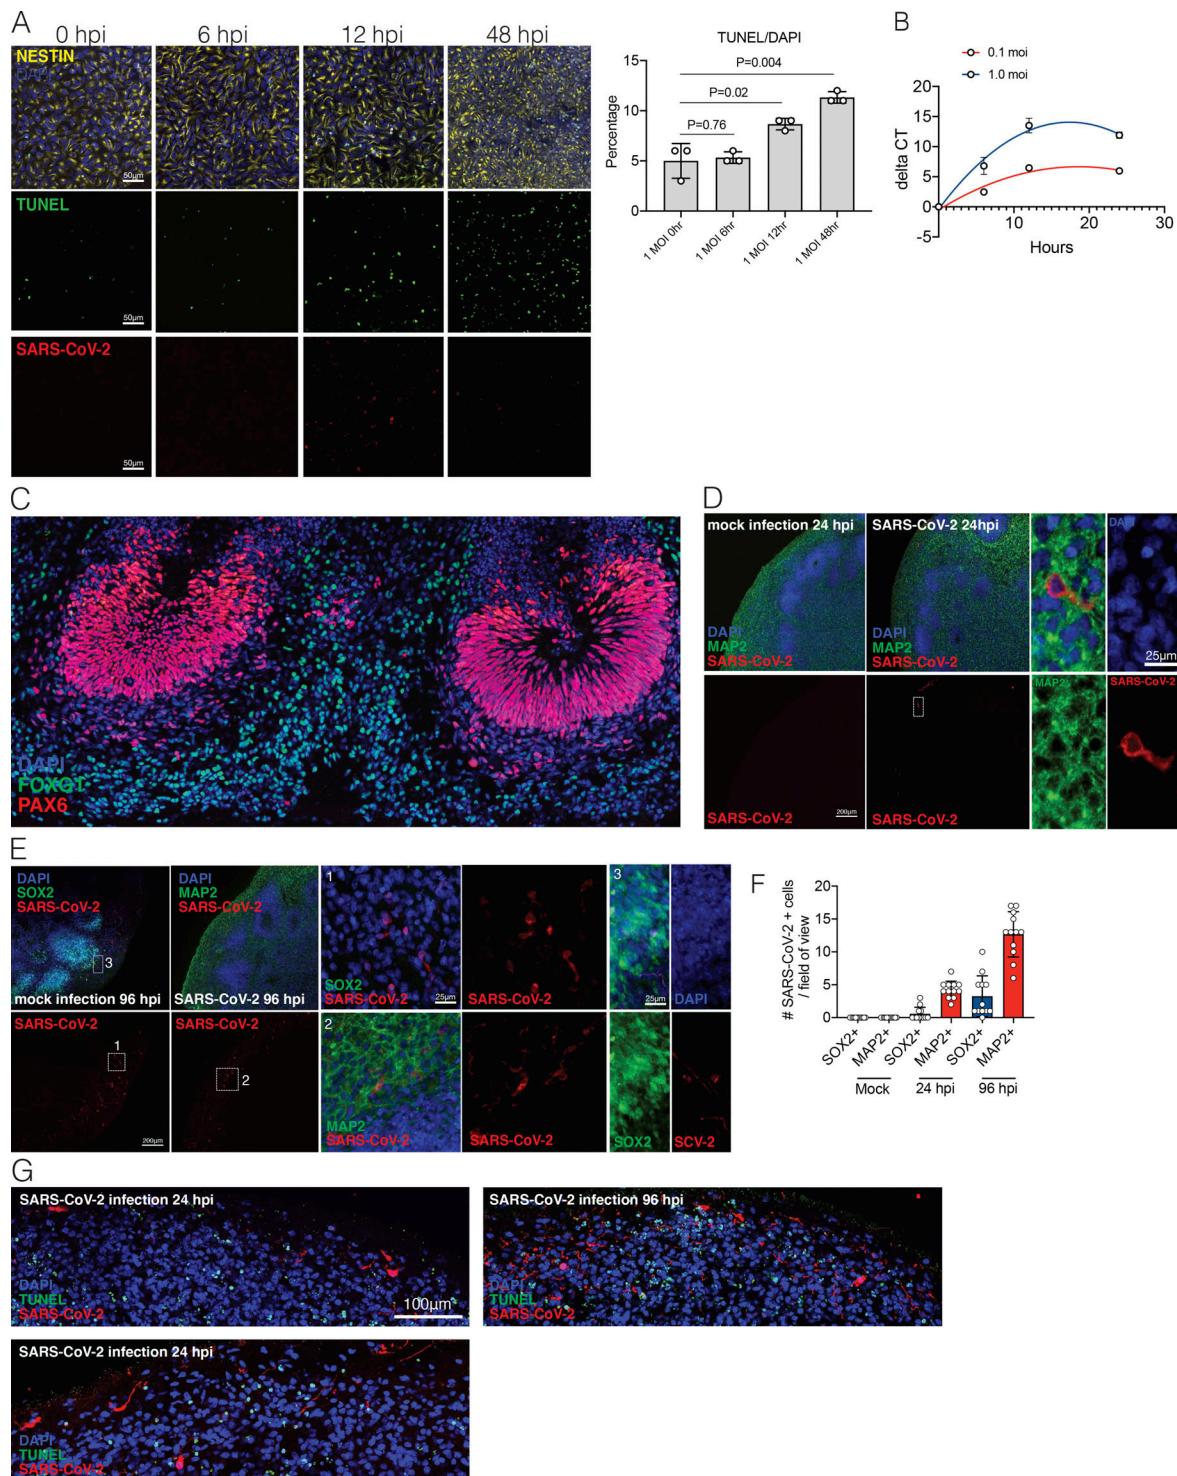 A
0 hpi
6 hpi
12 hpi
48 hpi
NESTIN
DAPI
50μm
TUNEL
50μm
SARS-CoV-2
50μm
TUNEL/DAPI
P=0.004
P=0.02
P=0.76
Percentage
15
10
5
0
1 MOI 0hr
1 MOI 6hr
1 MOI 12hr
1 MOI 48hr
B
0.1 moi
1.0 moi
delta CT
20
15
10
5
0
-5
0
10
20
30
Hours
C
DAPI
FOXG1
PAX6
D
mock infection 24 hpi
DAPI
MAP2
SARS-CoV-2
SARS-CoV-2 24hpi
DAPI
MAP2
SARS-CoV-2
DAPI
25μm
SARS-CoV-2
200μm
SARS-CoV-2
MAP2
SARS-CoV-2
E
DAPI
SOX2
SARS-CoV-2
3
mock infection 96 hpi
DAPI
MAP2
SARS-CoV-2
SARS-CoV-2 96 hpi
1
SOX2
SARS-CoV-2
25μm
SARS-CoV-2
3
25μm
DAPI
SARS-CoV-2
1
200μm
SARS-CoV-2
2
2
MAP2
SARS-CoV-2
SARS-CoV-2
SOX2
SCV-2
F
# SARS-CoV-2 + cells
/ field of view
20
15
10
5
0
SOX2+
MAP2+
SOX2+
MAP2+
SOX2+
MAP2+
Mock
24 hpi
96 hpi
G
SARS-CoV-2 infection 24 hpi
DAPI
TUNEL
SARS-CoV-2
100μm
SARS-CoV-2 infection 96 hpi
DAPI
TUNEL
SARS-CoV-2
SARS-CoV-2 infection 24 hpi
DAPI
TUNEL
SARS-CoV-2